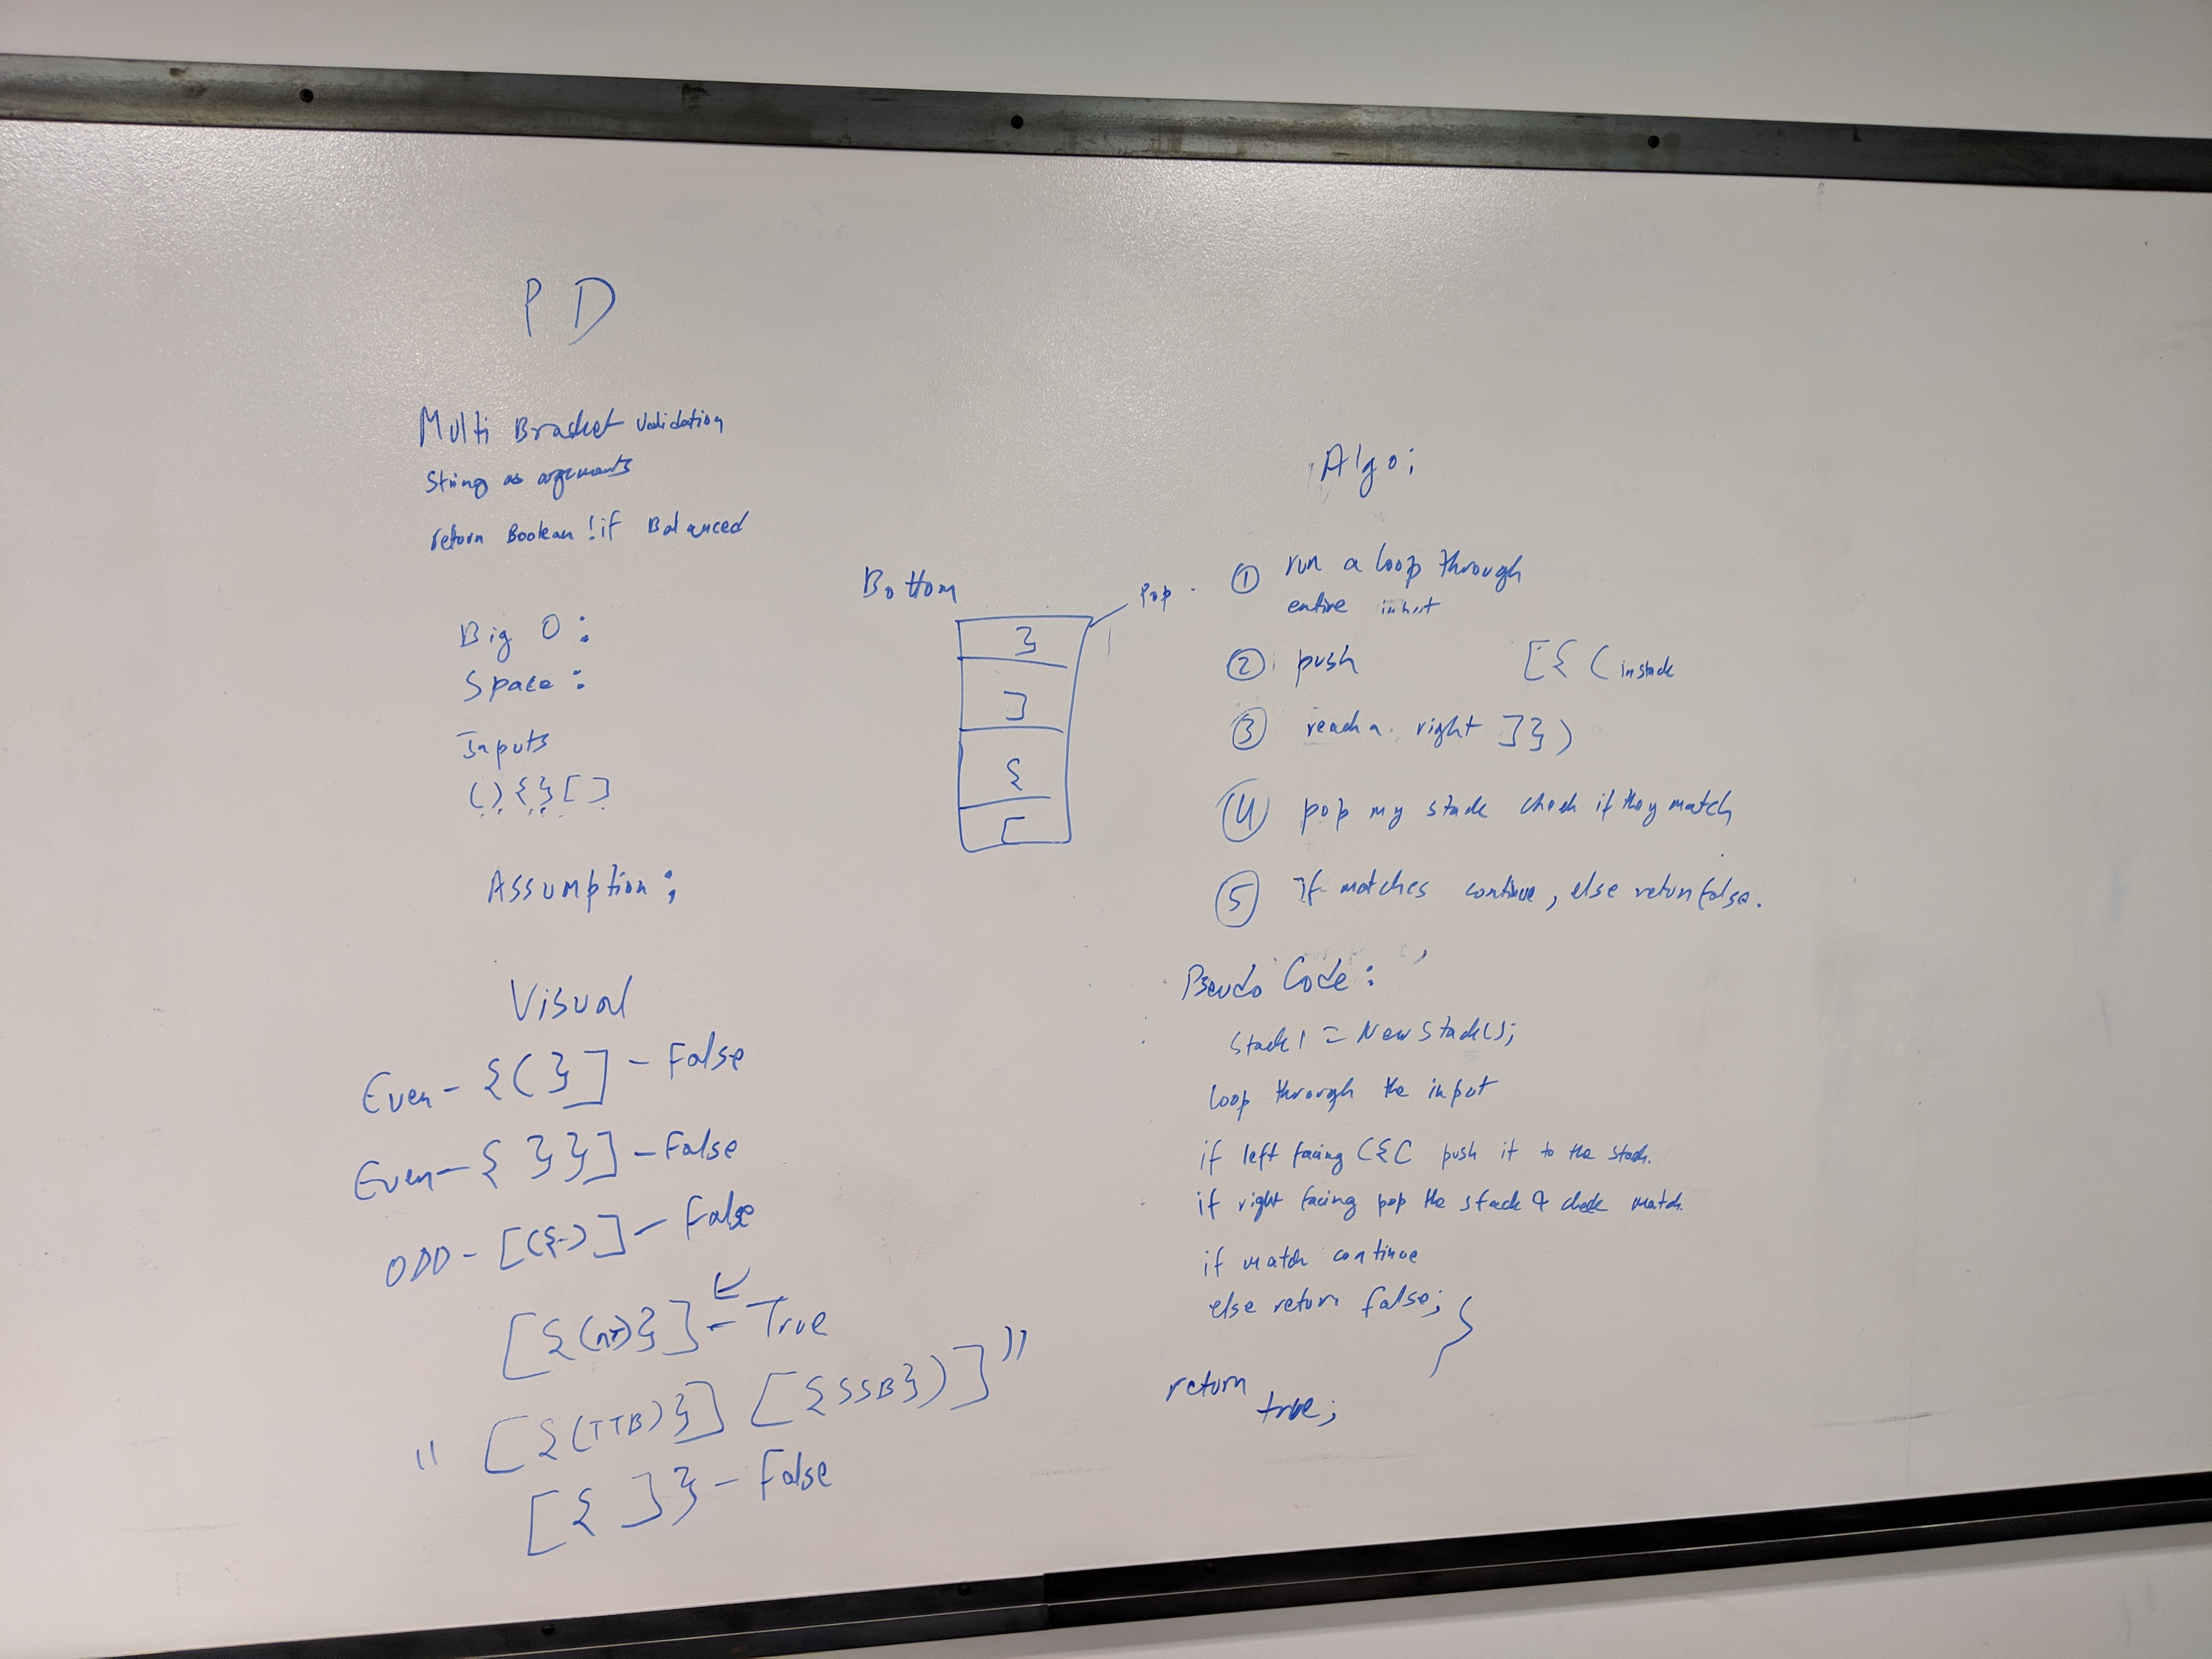 PD
Multi Bracket Validation
String as arguments
return Boolean ! if Balanced
Big O :
Space :
Inputs
() {} []
Assumption :
Visual
Even - { ( } ] - False
Even - { } } ] - False
ODD - [ ( { ) ] - False
[ { ( ) } ] - True
" [ { ( TTB ) } ] [ { SSB } ) ] "
[ { ] } - False
Bottom
Pop
}
]
{
[
Algo ;
① run a loop through
entire input
② push [ { ( in stack
③ reach a right ] } )
④ pop my stack check if they match
⑤ If matches continue, else return false.
Pseudo Code :
Stack1 = New Stack();
loop through the input
if left facing ( { ( push it to the stack.
if right facing pop the stack & check match.
if match continue
else return false; }
return
true;